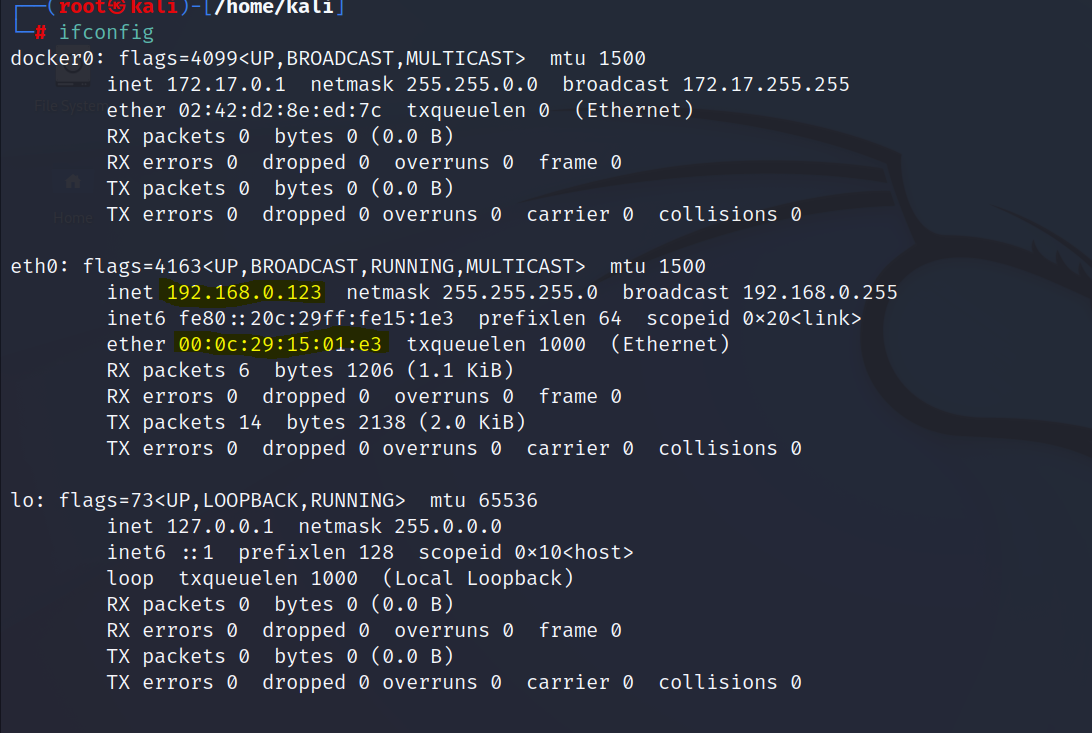 ┌──(root㉿kali)-[/home/kali]
└─# ifconfig
docker0: flags=4099<UP,BROADCAST,MULTICAST>  mtu 1500
        inet 172.17.0.1  netmask 255.255.0.0  broadcast 172.17.255.255
        ether 02:42:d2:8e:ed:7c  txqueuelen 0  (Ethernet)
File System
        RX packets 0  bytes 0 (0.0 B)
        RX errors 0  dropped 0  overruns 0  frame 0
        TX packets 0  bytes 0 (0.0 B)
        TX errors 0  dropped 0 overruns 0  carrier 0  collisions 0
Home
eth0: flags=4163<UP,BROADCAST,RUNNING,MULTICAST>  mtu 1500
        inet 192.168.0.123  netmask 255.255.255.0  broadcast 192.168.0.255
        inet6 fe80::20c:29ff:fe15:1e3  prefixlen 64  scopeid 0x20<link>
        ether 00:0c:29:15:01:e3  txqueuelen 1000  (Ethernet)
        RX packets 6  bytes 1206 (1.1 KiB)
        RX errors 0  dropped 0  overruns 0  frame 0
        TX packets 14  bytes 2138 (2.0 KiB)
        TX errors 0  dropped 0 overruns 0  carrier 0  collisions 0
lo: flags=73<UP,LOOPBACK,RUNNING>  mtu 65536
        inet 127.0.0.1  netmask 255.0.0.0
        inet6 ::1  prefixlen 128  scopeid 0x10<host>
        loop  txqueuelen 1000  (Local Loopback)
        RX packets 0  bytes 0 (0.0 B)
        RX errors 0  dropped 0  overruns 0  frame 0
        TX packets 0  bytes 0 (0.0 B)
        TX errors 0  dropped 0 overruns 0  carrier 0  collisions 0